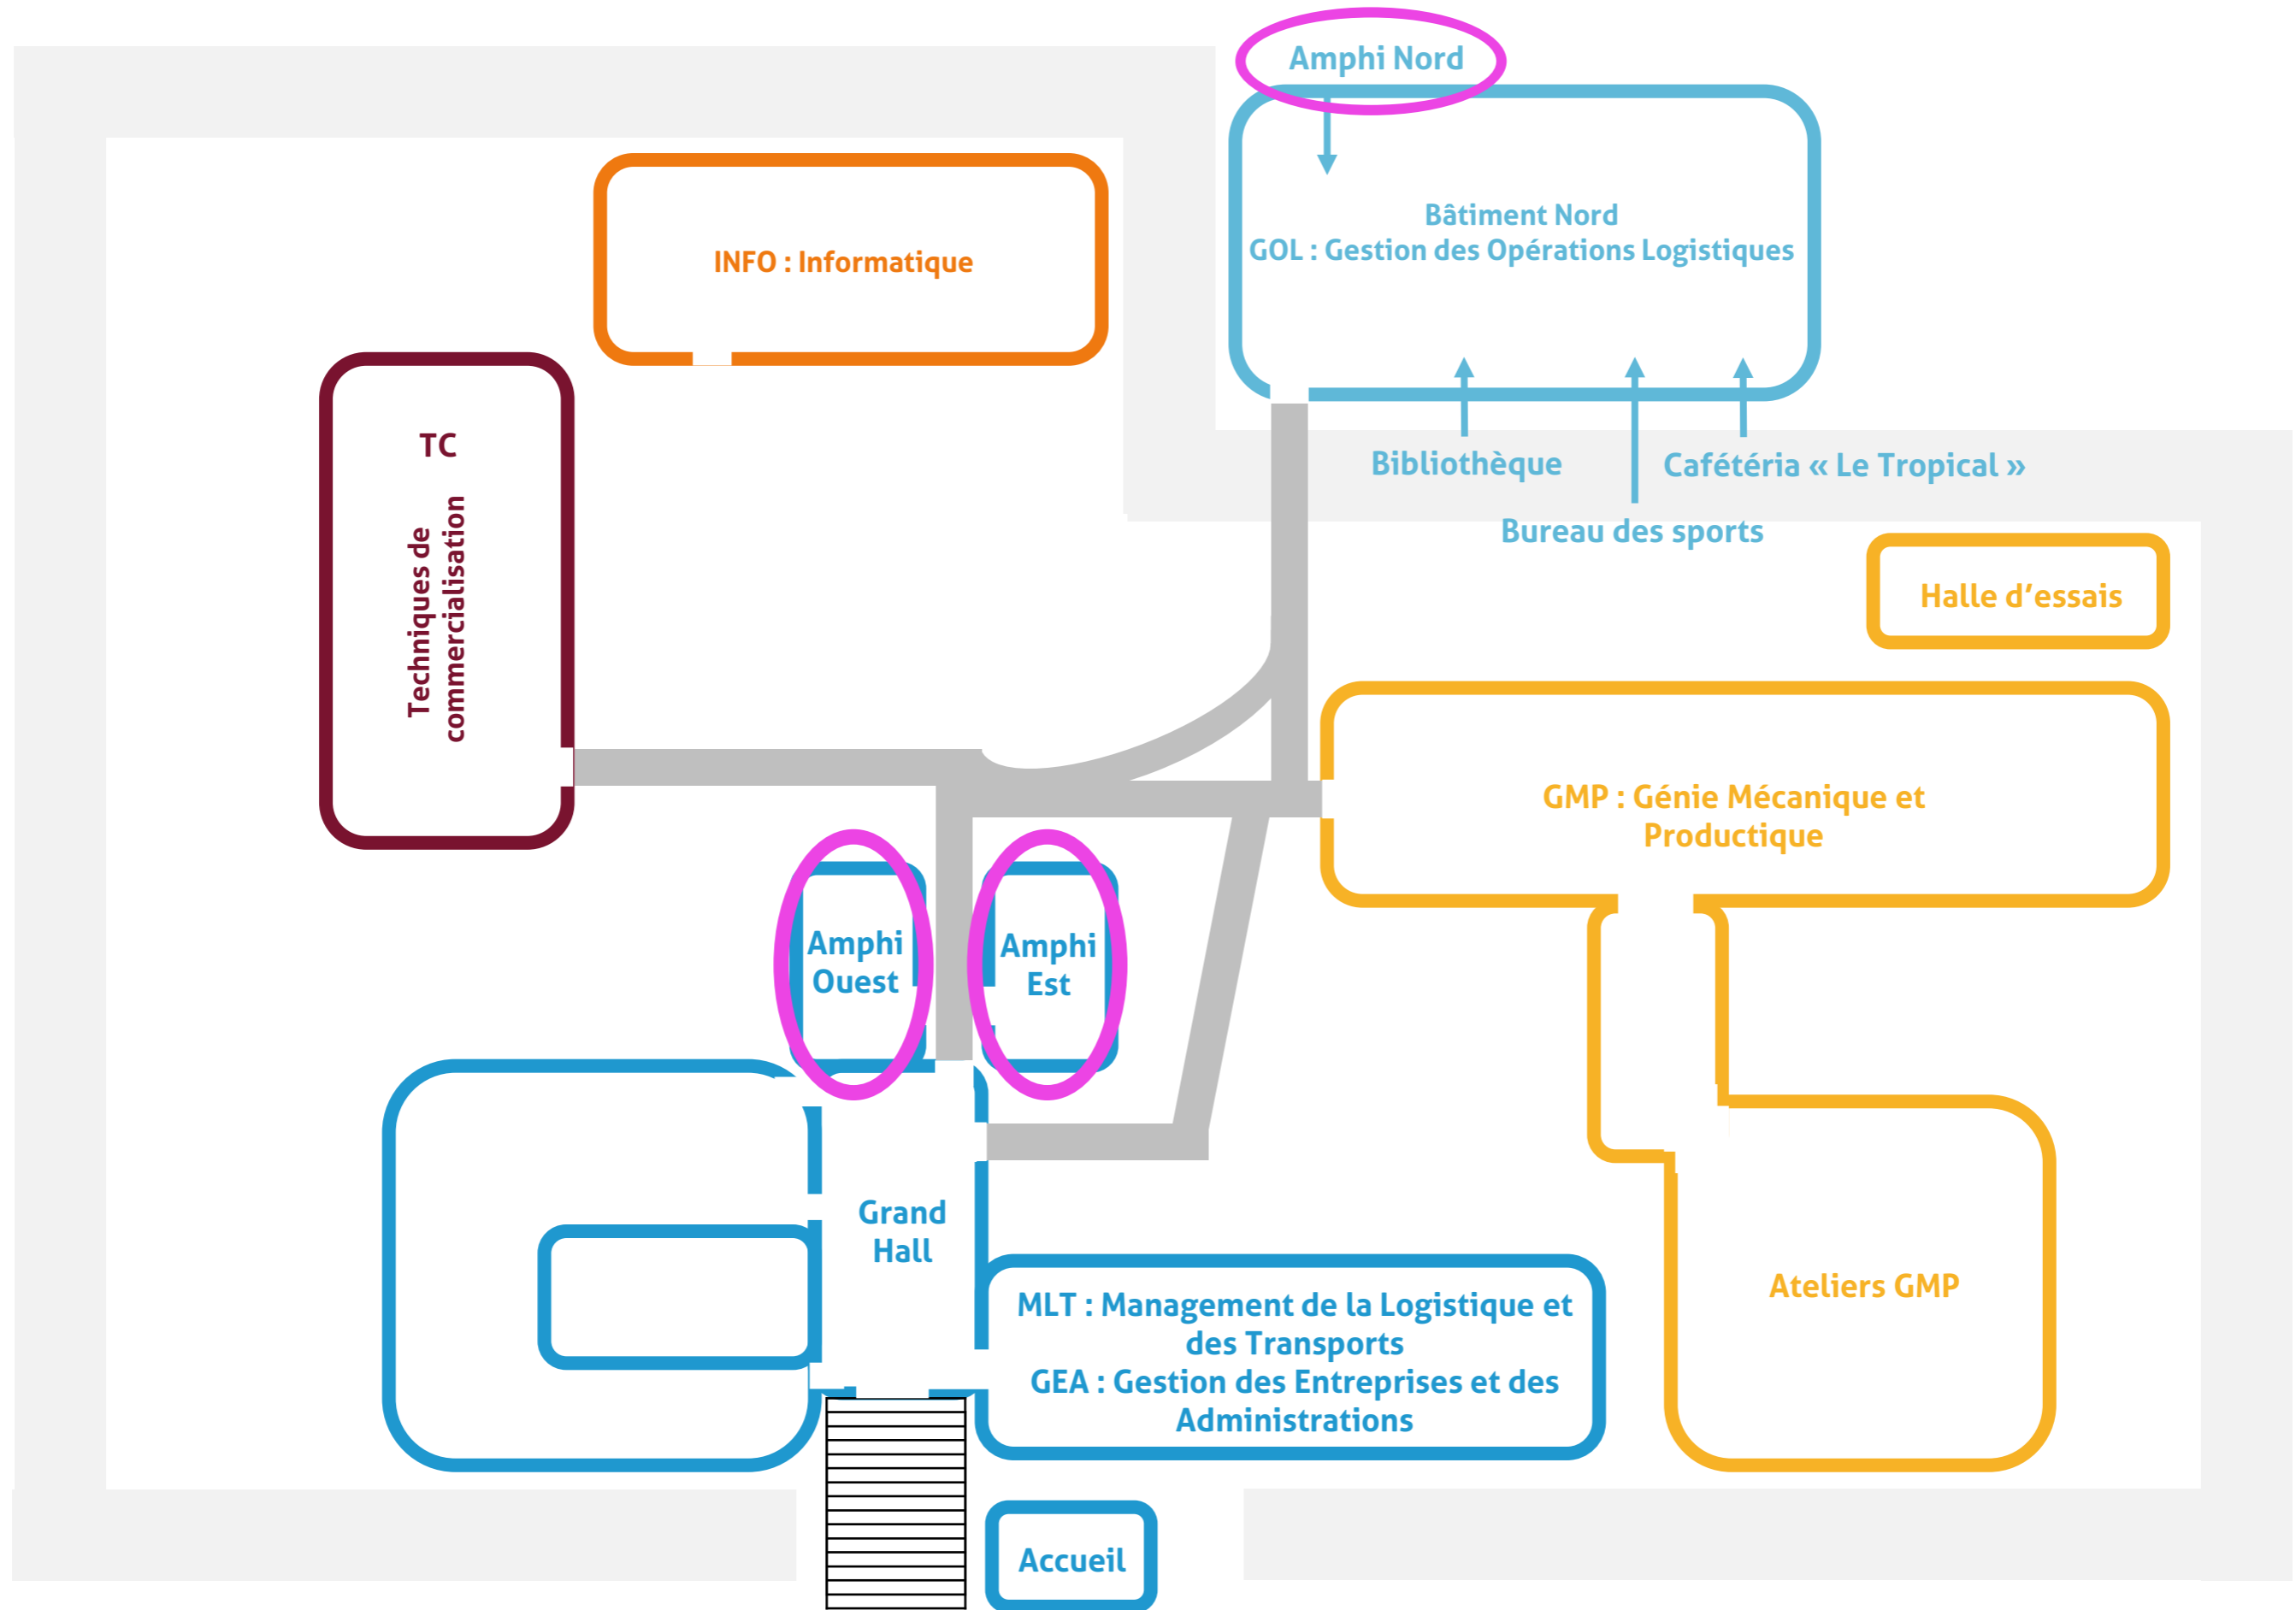 Amphi Nord
Bâtiment Nord
GOL : Gestion des Opérations Logistiques
INFO : Informatique
TC
Techniques de
commercialisation
Bibliothèque
Cafétéria « Le Tropical »
Bureau des sports
Halle d’essais
GMP : Génie Mécanique et
Productique
Amphi
Ouest
Amphi
Est
Grand
Hall
MLT : Management de la Logistique et
des Transports
GEA : Gestion des Entreprises et des
Administrations
Ateliers GMP
Accueil